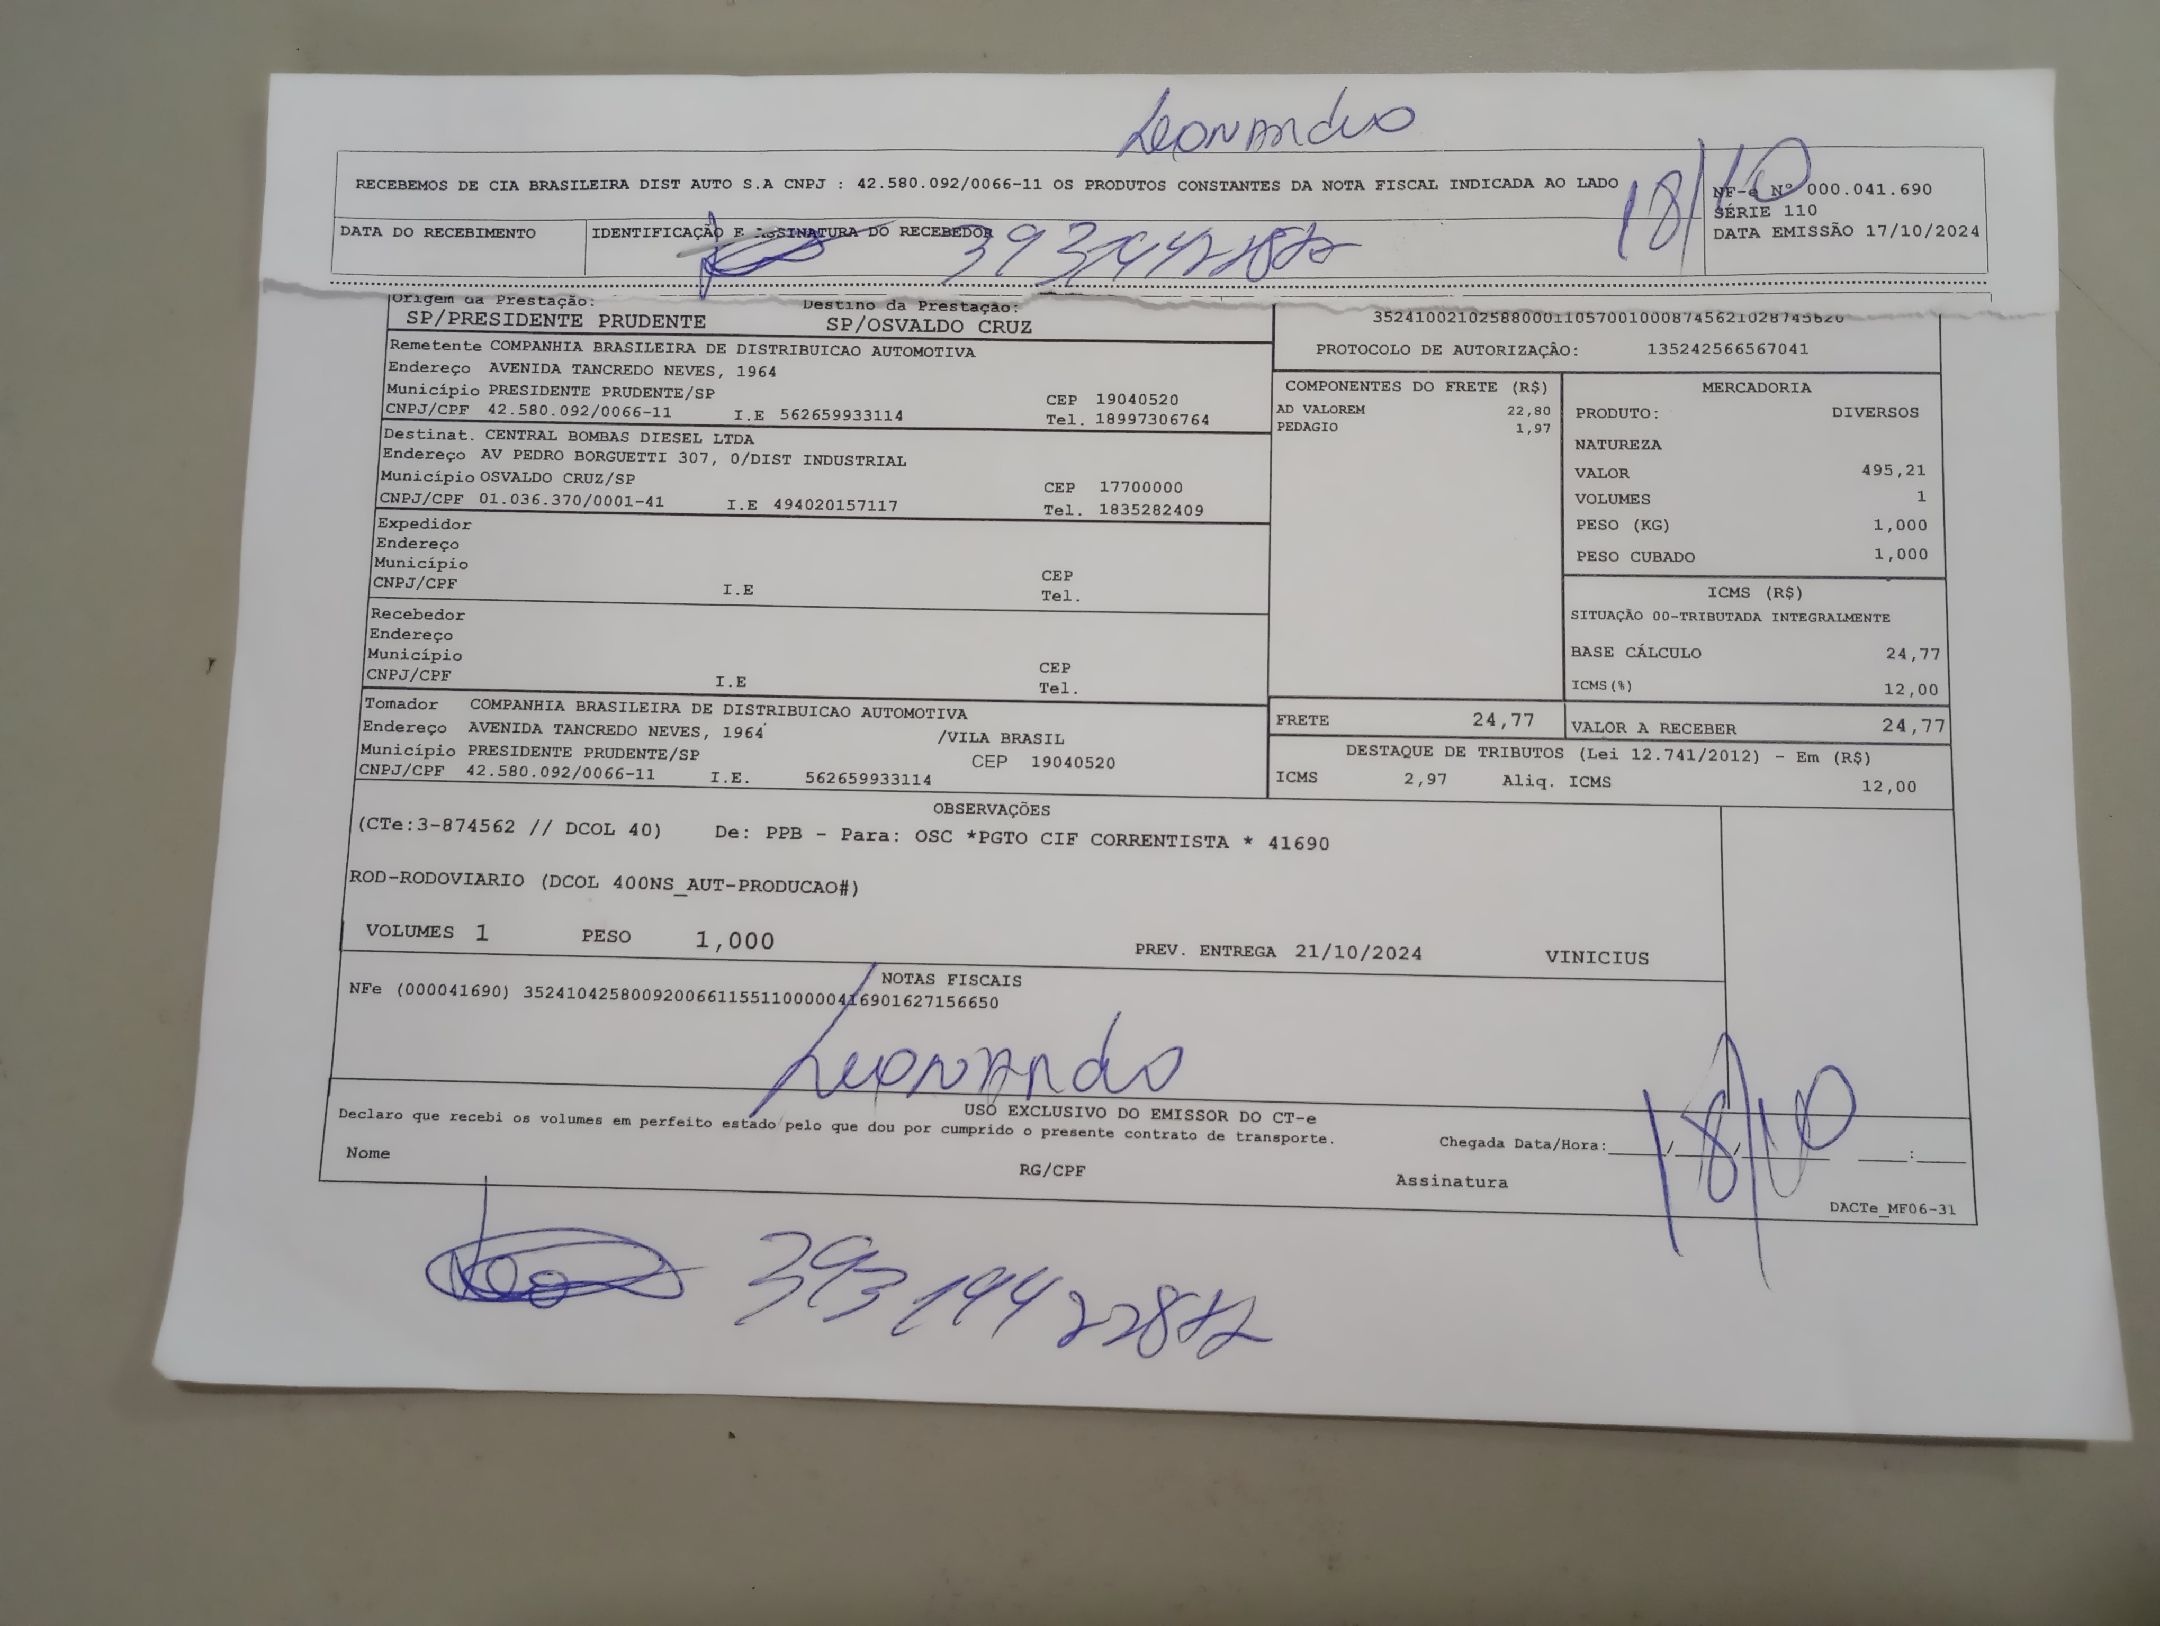 Leonardo
RECEBEMOS DE CIA BRASILEIRA DIST AUTO S.A CNPJ : 42.580.092/0066-11 OS PRODUTOS CONSTANTES DA NOTA FISCAL INDICADA AO LADO
18/10
NF-e Nº 000.041.690
SÉRIE 110
DATA EMISSÃO 17/10/2024
DATA DO RECEBIMENTO
IDENTIFICAÇÃO E ASSINATURA DO RECEBEDOR
Origem da Prestação: Destino da Prestação:
SP/PRESIDENTE PRUDENTE SP/OSVALDO CRUZ
PROTOCOLO DE AUTORIZAÇÃO: 135242566567041
Remetente COMPANHIA BRASILEIRA DE DISTRIBUICAO AUTOMOTIVA
Endereço AVENIDA TANCREDO NEVES, 1964
Município PRESIDENTE PRUDENTE/SP CEP 19040520
CNPJ/CPF 42.580.092/0066-11 I.E 562659933114 Tel. 18997306764
Destinat. CENTRAL BOMBAS DIESEL LTDA
Endereço AV PEDRO BORGUETTI 307, 0/DIST INDUSTRIAL
Município OSVALDO CRUZ/SP CEP 17700000
CNPJ/CPF 01.036.370/0001-41 I.E 494020157117 Tel. 1835282409
Expedidor
Endereço
Município CEP
CNPJ/CPF I.E Tel.
Recebedor
Endereço
Município CEP
CNPJ/CPF I.E Tel.
Tomador COMPANHIA BRASILEIRA DE DISTRIBUICAO AUTOMOTIVA
Endereço AVENIDA TANCREDO NEVES, 1964 /VILA BRASIL
Município PRESIDENTE PRUDENTE/SP CEP 19040520
CNPJ/CPF 42.580.092/0066-11 I.E. 562659933114
COMPONENTES DO FRETE (R$)
AD VALOREM 22,80
PEDAGIO 1,97
MERCADORIA
PRODUTO: DIVERSOS
NATUREZA
VALOR 495,21
VOLUMES 1
PESO (KG) 1,000
PESO CUBADO 1,000
ICMS (R$)
SITUAÇÃO 00-TRIBUTADA INTEGRALMENTE
BASE CÁLCULO 24,77
ICMS(%) 12,00
FRETE 24,77 VALOR A RECEBER 24,77
DESTAQUE DE TRIBUTOS (Lei 12.741/2012) - Em (R$)
ICMS 2,97 Aliq. ICMS 12,00
OBSERVAÇÕES
(CTe:3-874562 // DCOL 40) De: PPB - Para: OSC *PGTO CIF CORRENTISTA * 41690
ROD-RODOVIARIO (DCOL 400NS_AUT-PRODUCAO#)
VOLUMES 1 PESO 1,000 PREV. ENTREGA 21/10/2024 VINICIUS
NOTAS FISCAIS
NFe (000041690) 35241042580092006611551100000416901627156650
Leonardo
18/10
USO EXCLUSIVO DO EMISSOR DO CT-e
Declaro que recebi os volumes em perfeito estado pelo que dou por cumprido o presente contrato de transporte.
Chegada Data/Hora:____/____/____ ____:____
Nome RG/CPF Assinatura
DACTe_MF06-31